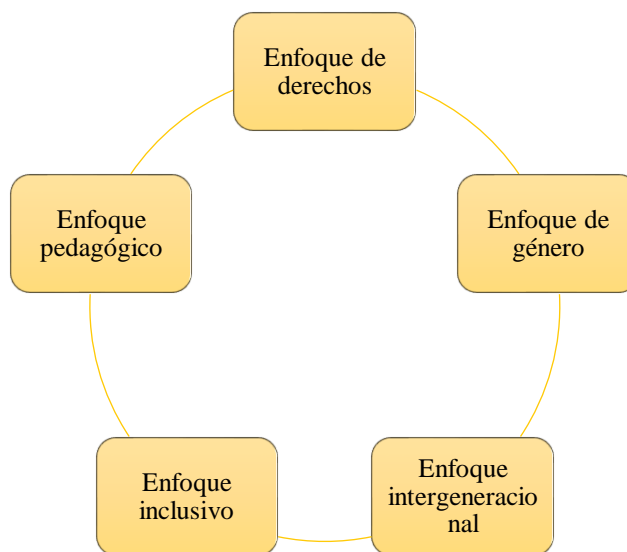 Enfoque de
derechos
Enfoque
pedagógico
Enfoque de
género
Enfoque
inclusivo
Enfoque
intergeneracio
nal